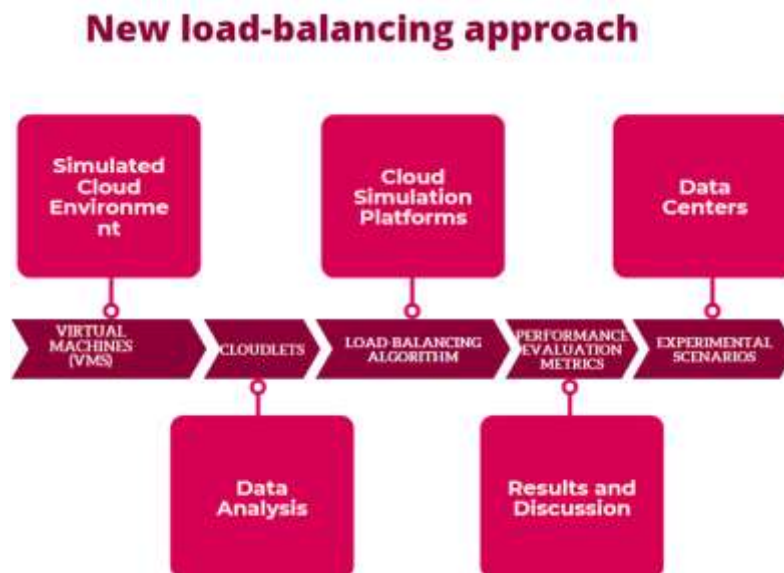 New load-balancing approach
Simulated
Cloud
Environme
nt
Cloud
Simulation
Platforms
Data
Centers
VIRTUAL
MACHINES
(VMS)
CLOUDLETS
LOAD-BALANCING
ALGORITHM
PERFORMANCE
EVALUATION
METRICS
EXPERIMENTAL
SCENARIOS
Data
Analysis
Results and
Discussion